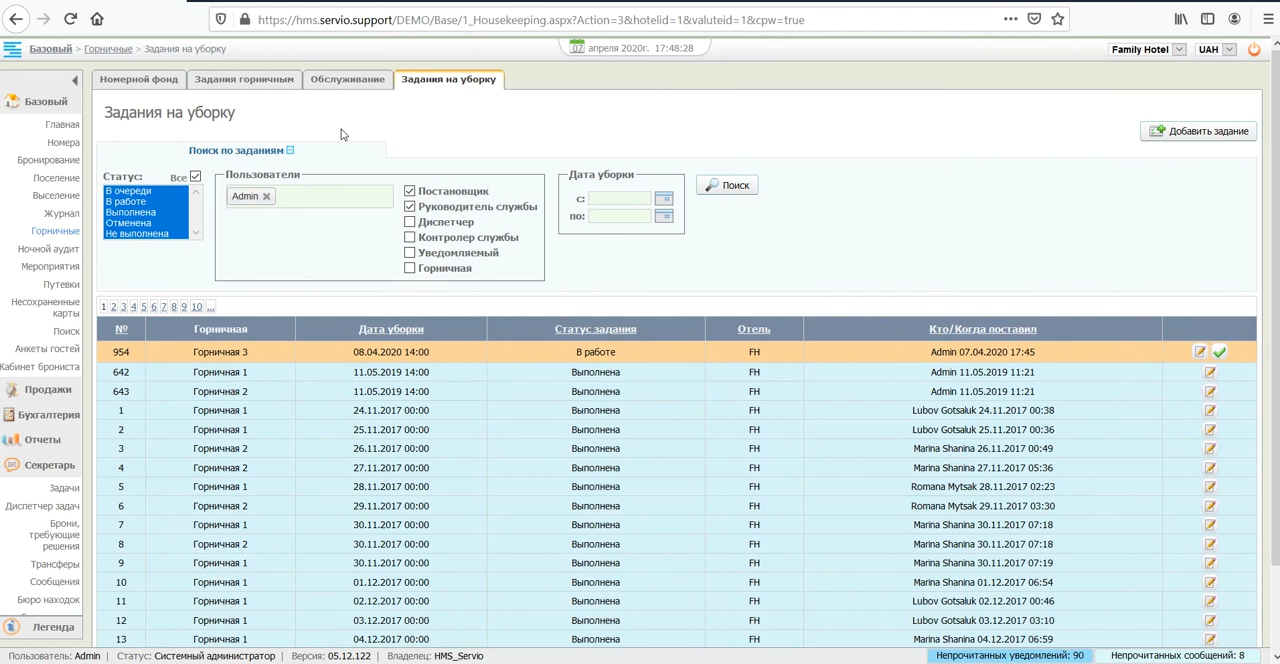 https://hms.servio.support/DEMO/Base/1_Housekeeping.aspx?Action=3&hotelid=1&valuteid=1&cpw=true
Базовый > Горничные > Задания на уборку
07 апреля 2020г. 17:48:28
Family Hotel
UAH
Базовый
Главная
Номера
Бронирование
Поселение
Выселение
Журнал
Горничные
Ночной аудит
Мероприятия
Путевки
Несохраненные
карты
Поиск
Анкеты гостей
Кабинет брониста
Продажи
Бухгалтерия
Отчеты
Секретарь
Задачи
Диспетчер задач
Брони,
требующие
решения
Трансферы
Сообщения
Бюро находок
Легенда
Номерной фонд
Задания горничным
Обслуживание
Задания на уборку
Задания на уборку
Добавить задание
Поиск по заданиям
Статус: Все
В очереди
В работе
Выполнена
Отменена
Не выполнена
Пользователи
Admin
Постановщик
Руководитель службы
Диспетчер
Контролер службы
Уведомляемый
Горничная
Дата уборки
с:
по:
Поиск
1 2 3 4 5 6 7 8 9 10 ...
№ Горничная Дата уборки Статус задания Отель Кто/Когда поставил
954 Горничная 3 08.04.2020 14:00 В работе FH Admin 07.04.2020 17:45
642 Горничная 1 11.05.2019 14:00 Выполнена FH Admin 11.05.2019 11:21
643 Горничная 2 11.05.2019 14:00 Выполнена FH Admin 11.05.2019 11:21
1 Горничная 1 24.11.2017 00:00 Выполнена FH Lubov Gotsaluk 24.11.2017 00:38
2 Горничная 1 25.11.2017 00:00 Выполнена FH Lubov Gotsaluk 25.11.2017 00:36
3 Горничная 2 26.11.2017 00:00 Выполнена FH Marina Shanina 26.11.2017 00:49
4 Горничная 2 27.11.2017 00:00 Выполнена FH Marina Shanina 27.11.2017 05:36
5 Горничная 1 28.11.2017 00:00 Выполнена FH Romana Mytsak 28.11.2017 02:23
6 Горничная 2 29.11.2017 00:00 Выполнена FH Romana Mytsak 29.11.2017 03:30
7 Горничная 1 30.11.2017 00:00 Выполнена FH Marina Shanina 30.11.2017 07:18
8 Горничная 2 30.11.2017 00:00 Выполнена FH Marina Shanina 30.11.2017 07:18
9 Горничная 1 30.11.2017 00:00 Выполнена FH Marina Shanina 30.11.2017 07:19
10 Горничная 1 01.12.2017 00:00 Выполнена FH Marina Shanina 01.12.2017 06:54
11 Горничная 1 02.12.2017 00:00 Выполнена FH Lubov Gotsaluk 02.12.2017 00:46
12 Горничная 1 03.12.2017 00:00 Выполнена FH Lubov Gotsaluk 03.12.2017 03:10
13 Горничная 1 04.12.2017 00:00 Выполнена FH Marina Shanina 04.12.2017 06:59
Пользователь: Admin | Статус: Системный администратор | Версия: 05.12.122 | Владелец: HMS_Servio
Непрочитанных уведомлений: 90
Непрочитанных сообщений: 8